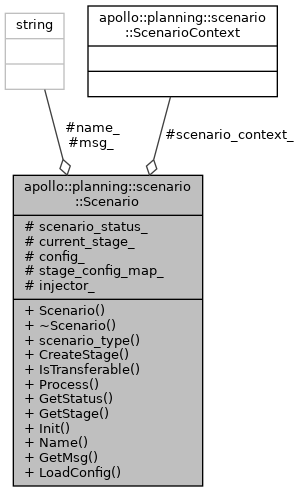 string
apollo::planning::scenario
::ScenarioContext
#name_
#msg_
#scenario_context_
apollo::planning::scenario
::Scenario
# scenario_status_
# current_stage_
# config_
# stage_config_map_
# injector_
+ Scenario()
+ ~Scenario()
+ scenario_type()
+ CreateStage()
+ IsTransferable()
+ Process()
+ GetStatus()
+ GetStage()
+ Init()
+ Name()
+ GetMsg()
+ LoadConfig()